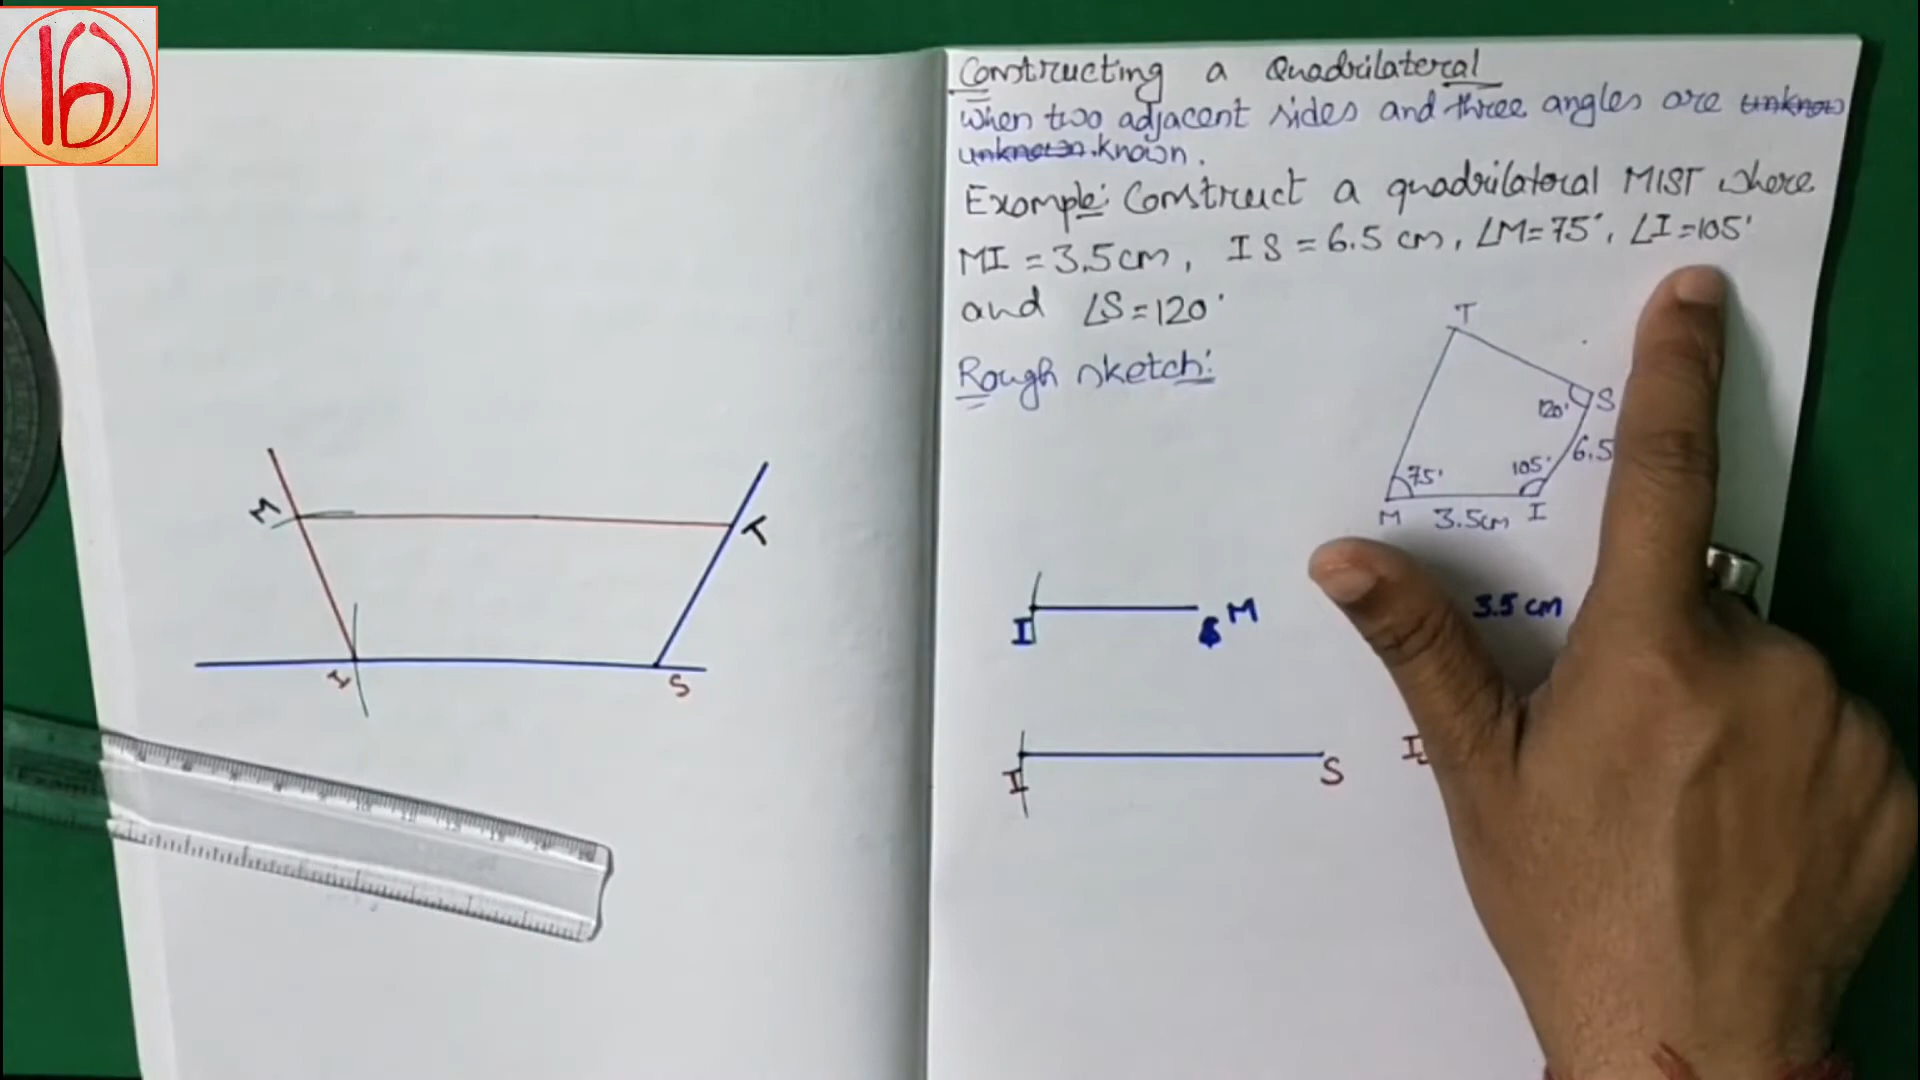 Constructing a Quadrilateral
When two adjacent sides and three angles are unknow
unknown. known.
Example: Construct a quadrilateral MIST where
MI = 3.5 cm, IS = 6.5 cm, ∠M=75°, ∠I=105°
and ∠S=120°
Rough sketch:
T
120° S
6.5
75° 105°
M 3.5cm I
M T
I S
I M
3.5 cm
I S
I